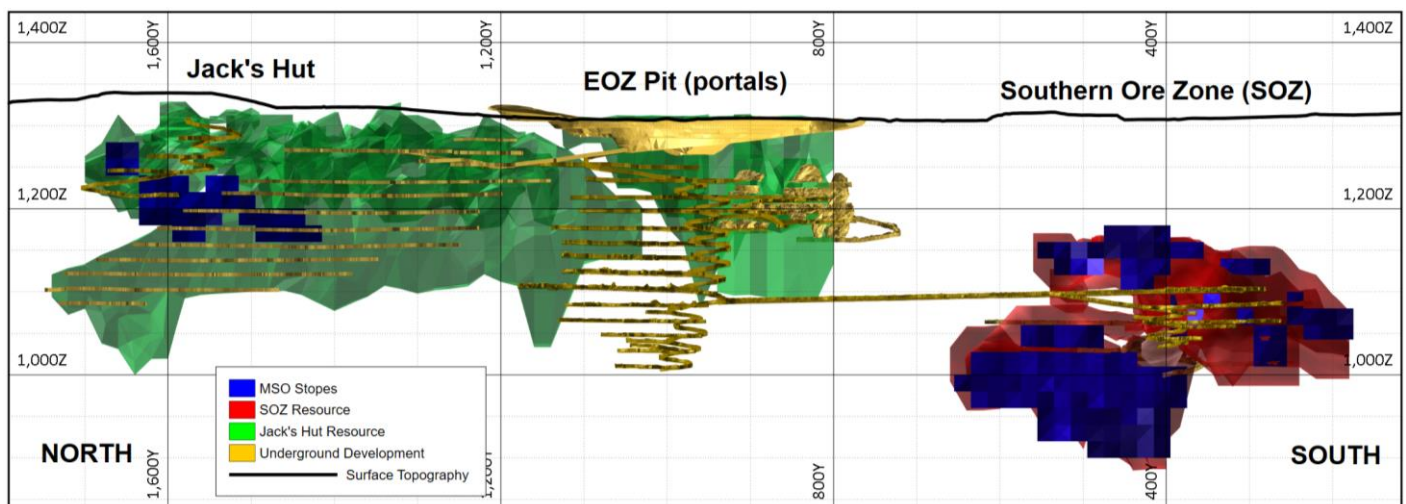 1,400Z
1,600Y
1,200Y
800Y
400Y
1,400Z
Jack's Hut
EOZ Pit (portals)
Southern Ore Zone (SOZ)
1,200Z
1,200Z
1,000Z
1,000Z
MSO Stopes
SOZ Resource
Jack's Hut Resource
Underground Development
Surface Topography
NORTH
SOUTH
1,600Y
1,200Y
800Y
400Y